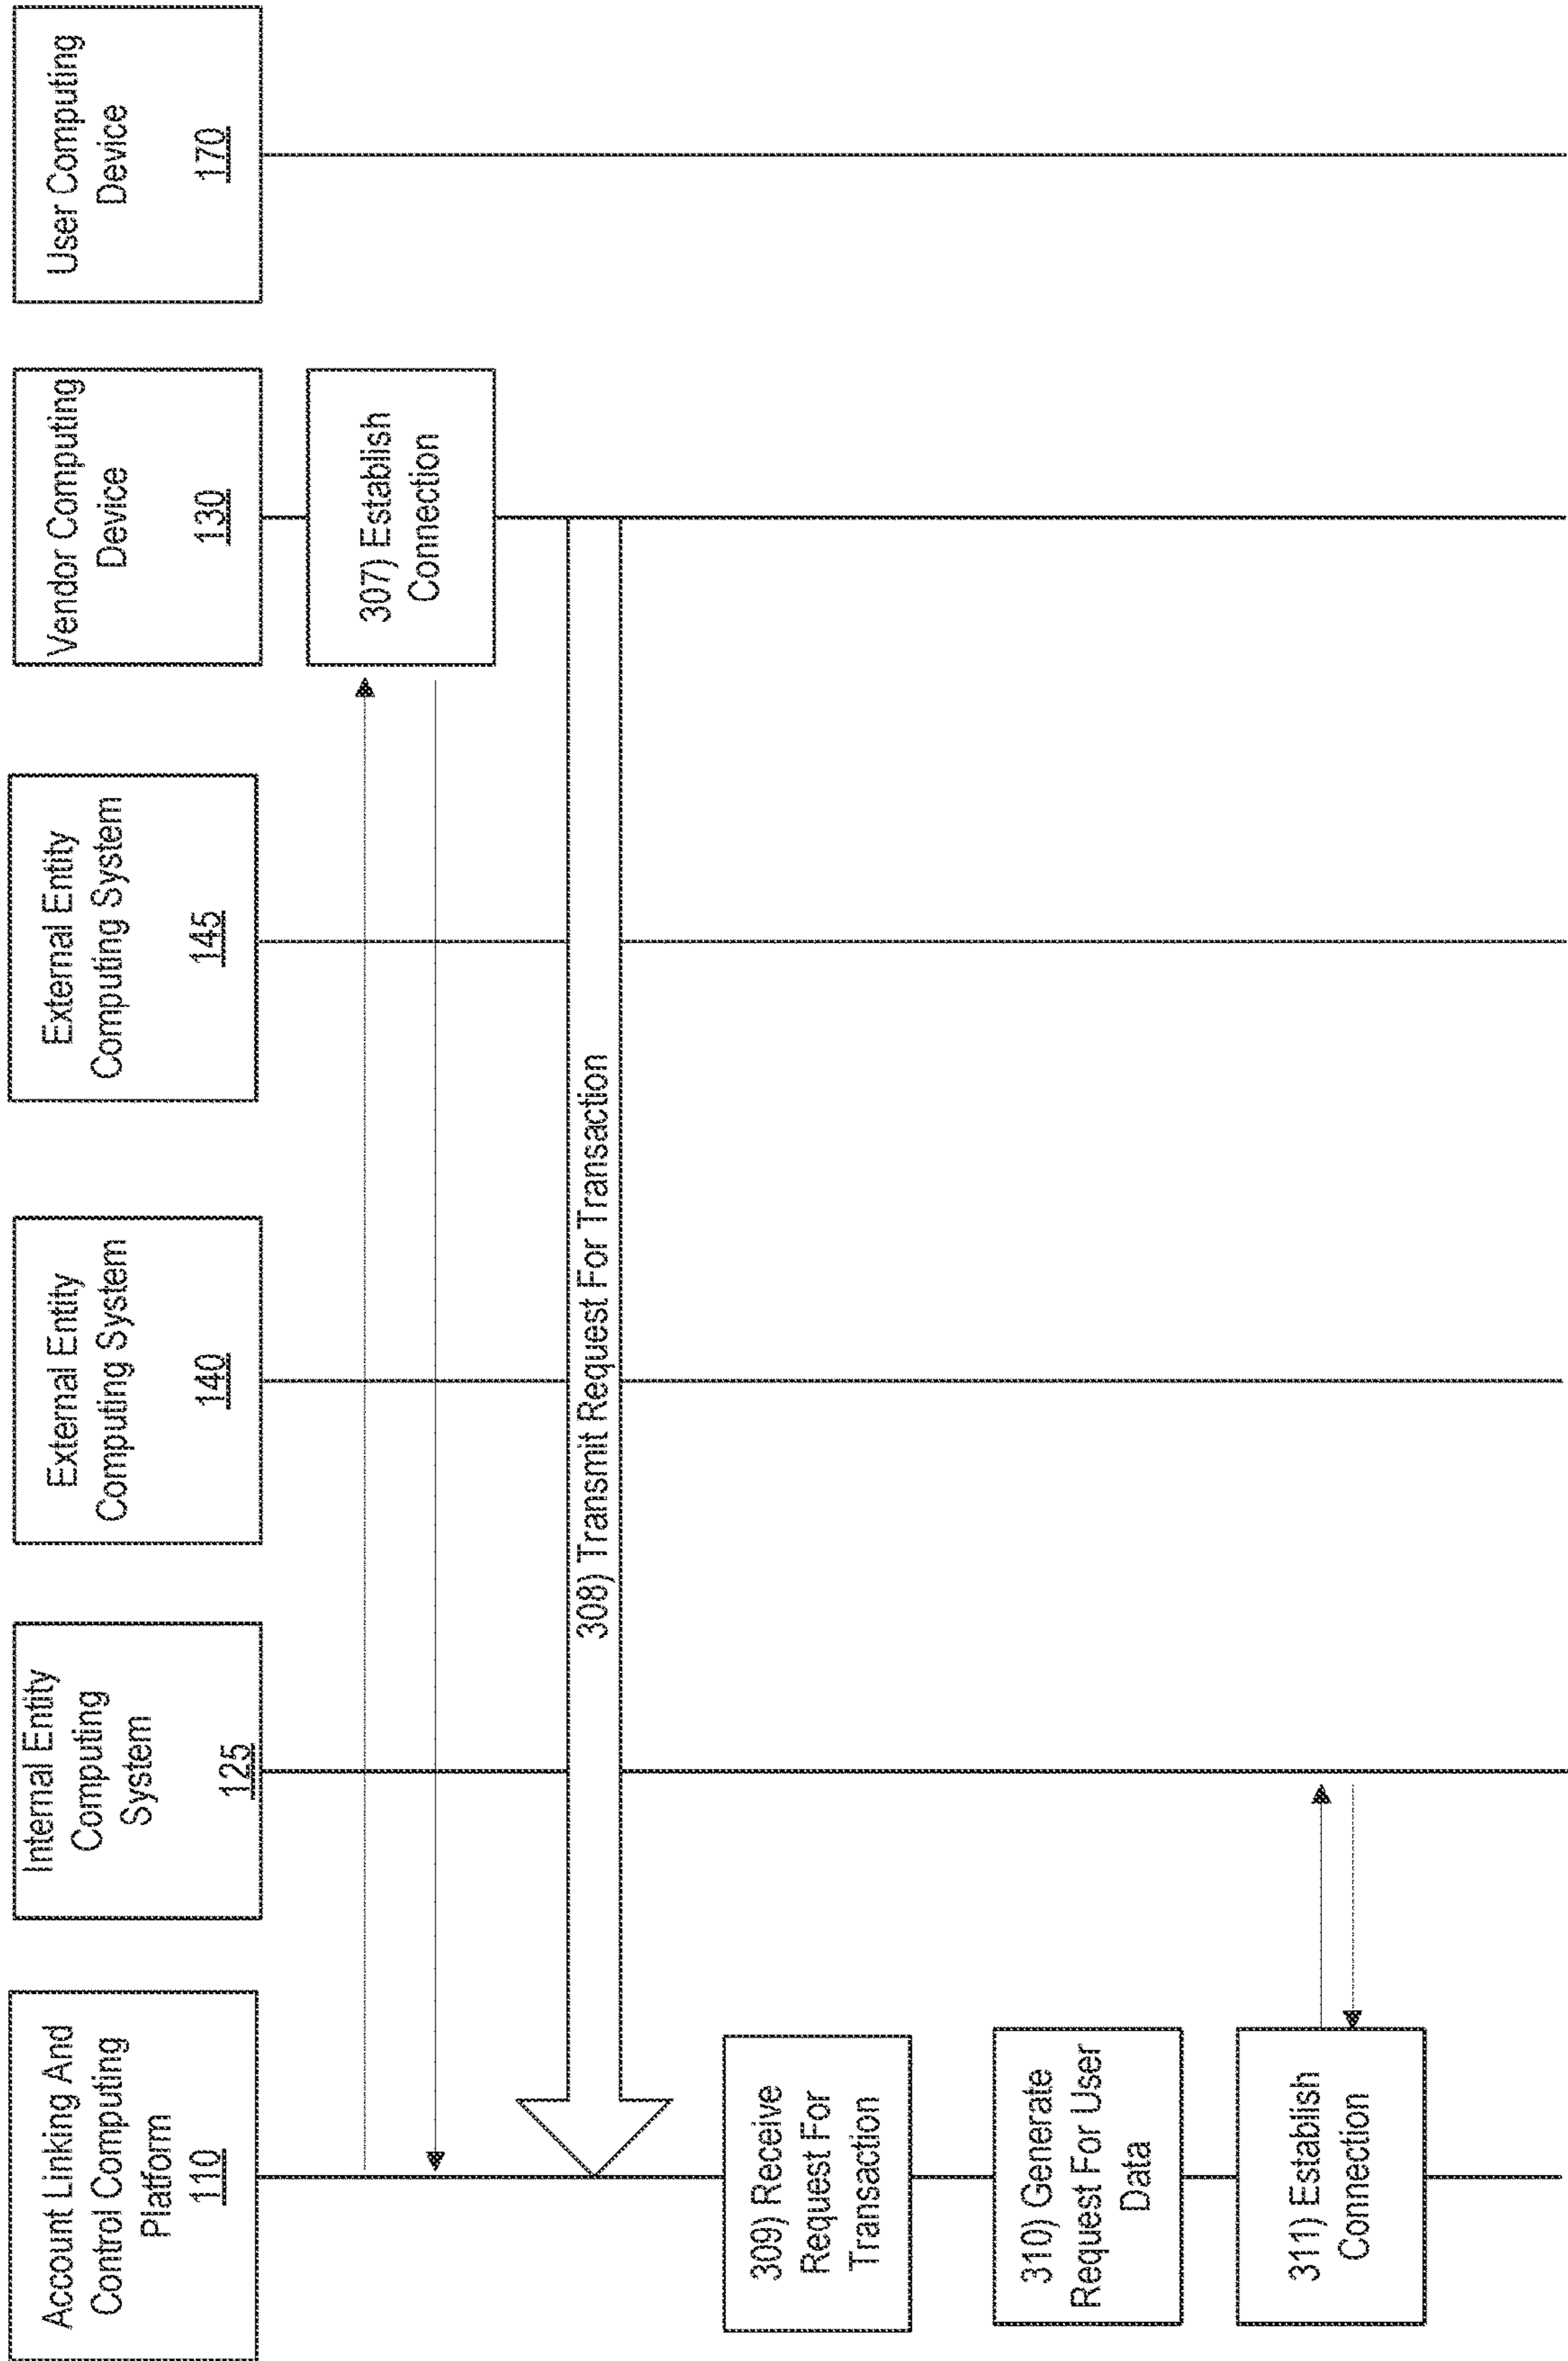 Account Linking And
Control Computing
Platform
110
Internal Entity
Computing
System
125
External Entity
Computing System
140
External Entity
Computing System
145
Vendor Computing
Device
130
User Computing
Device
170
307) Establish
Connection
308) Transmit Request For Transaction
309) Receive
Request For
Transaction
310) Generate
Request For User
Data
311) Establish
Connection